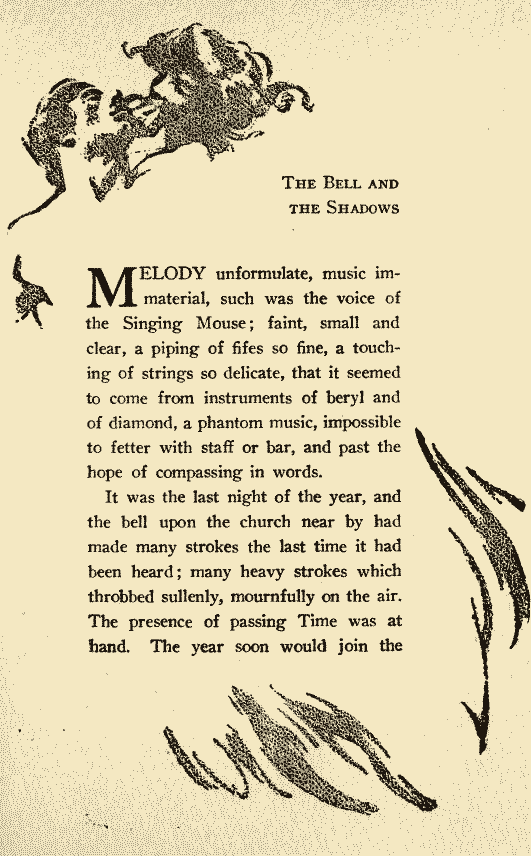 The Bell and
the Shadows
MELODY unformulate, music im-
material, such was the voice of
the Singing Mouse; faint, small and
clear, a piping of fifes so fine, a touch-
ing of strings so delicate, that it seemed
to come from instruments of beryl and
of diamond, a phantom music, impossible
to fetter with staff or bar, and past the
hope of compassing in words.
It was the last night of the year, and
the bell upon the church near by had
made many strokes the last time it had
been heard; many heavy strokes which
throbbed sullenly, mournfully on the air.
The presence of passing Time was at
hand. The year soon would join the